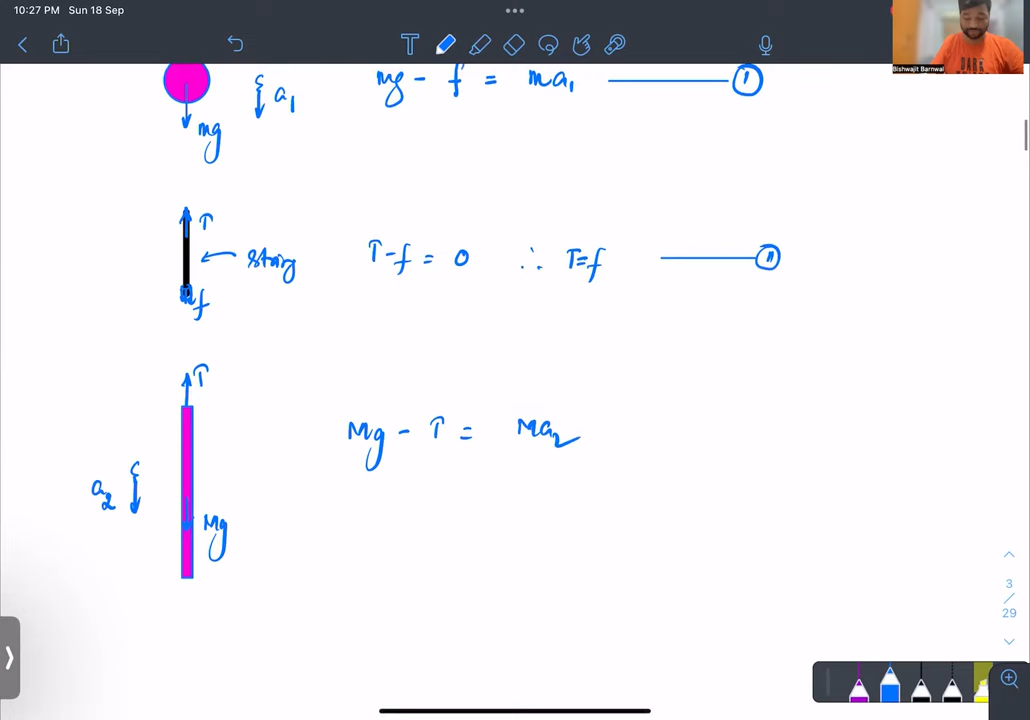 10:27 PM Sun 18 Sep
Bishwajit Barnwal
mg - f = ma₁ ——— ①
a₁
mg
T
string
T - f = 0 ∴ T = f ——— ⑪
f
T
Mg - T = Ma₂
a₂
Mg
3
/
29